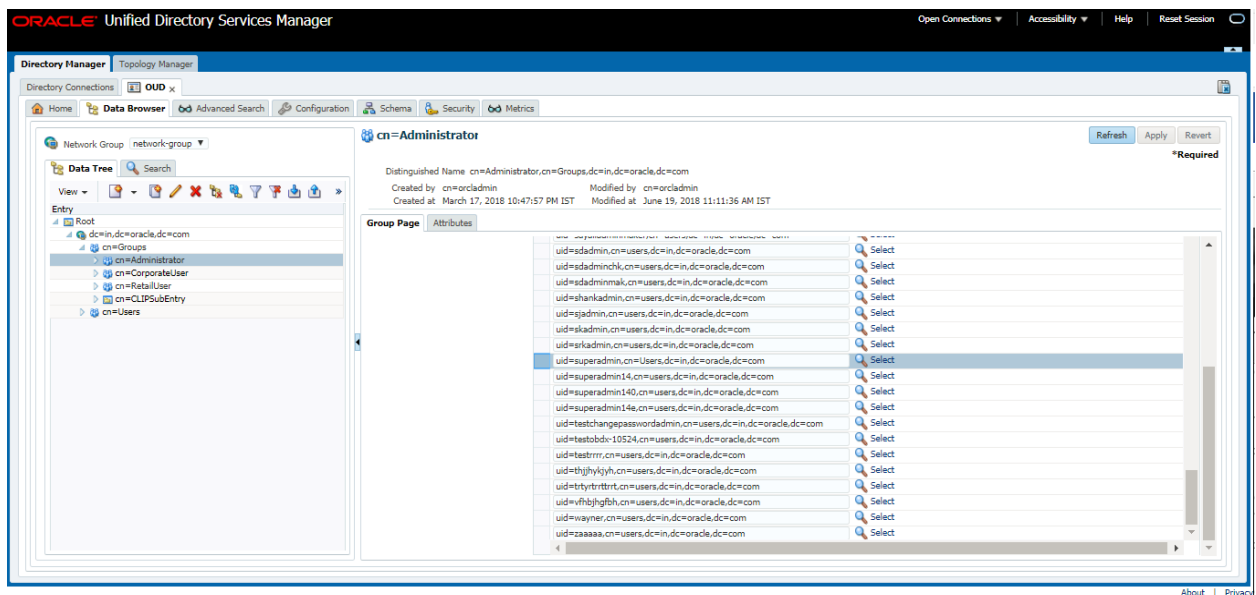 ORACLE® Unified Directory Services Manager
Open Connections Accessibility Help Reset Session
Directory Manager Topology Manager
Directory Connections OUD x
Home Data Browser Advanced Search Configuration Schema Security Metrics
Network Group network-group
Data Tree Search
View »
Entry
Root
dc=in,dc=oracle,dc=com
cn=Groups
cn=Administrator
cn=CorporateUser
cn=RetailUser
cn=CLIPSubEntry
cn=Users
cn=Administrator
Refresh Apply Revert
*Required
Distinguished Name cn=Administrator,cn=Groups,dc=in,dc=oracle,dc=com
Created by cn=orcladmin Modified by cn=orcladmin
Created at March 17, 2018 10:47:57 PM IST Modified at June 19, 2018 11:11:36 AM IST
Group Page Attributes
uid=sdadmin,cn=users,dc=in,dc=oracle,dc=com Select
uid=sdadminchk,cn=users,dc=in,dc=oracle,dc=com Select
uid=sdadminmak,cn=users,dc=in,dc=oracle,dc=com Select
uid=shankadmin,cn=users,dc=in,dc=oracle,dc=com Select
uid=sjadmin,cn=users,dc=in,dc=oracle,dc=com Select
uid=skadmin,cn=users,dc=in,dc=oracle,dc=com Select
uid=srkadmin,cn=users,dc=in,dc=oracle,dc=com Select
uid=superadmin,cn=Users,dc=in,dc=oracle,dc=com Select
uid=superadmin14,cn=users,dc=in,dc=oracle,dc=com Select
uid=superadmin140,cn=users,dc=in,dc=oracle,dc=com Select
uid=superadmin14e,cn=users,dc=in,dc=oracle,dc=com Select
uid=testchangepasswordadmin,cn=users,dc=in,dc=oracle,dc=com Select
uid=testobdx-10524,cn=users,dc=in,dc=oracle,dc=com Select
uid=testrrrr,cn=users,dc=in,dc=oracle,dc=com Select
uid=thjjhykjyh,cn=users,dc=in,dc=oracle,dc=com Select
uid=trtyrtrrttrrt,cn=users,dc=in,dc=oracle,dc=com Select
uid=vfhbjhgfbh,cn=users,dc=in,dc=oracle,dc=com Select
uid=wayner,cn=users,dc=in,dc=oracle,dc=com Select
uid=zaaaaa,cn=users,dc=in,dc=oracle,dc=com Select
About | Privacy